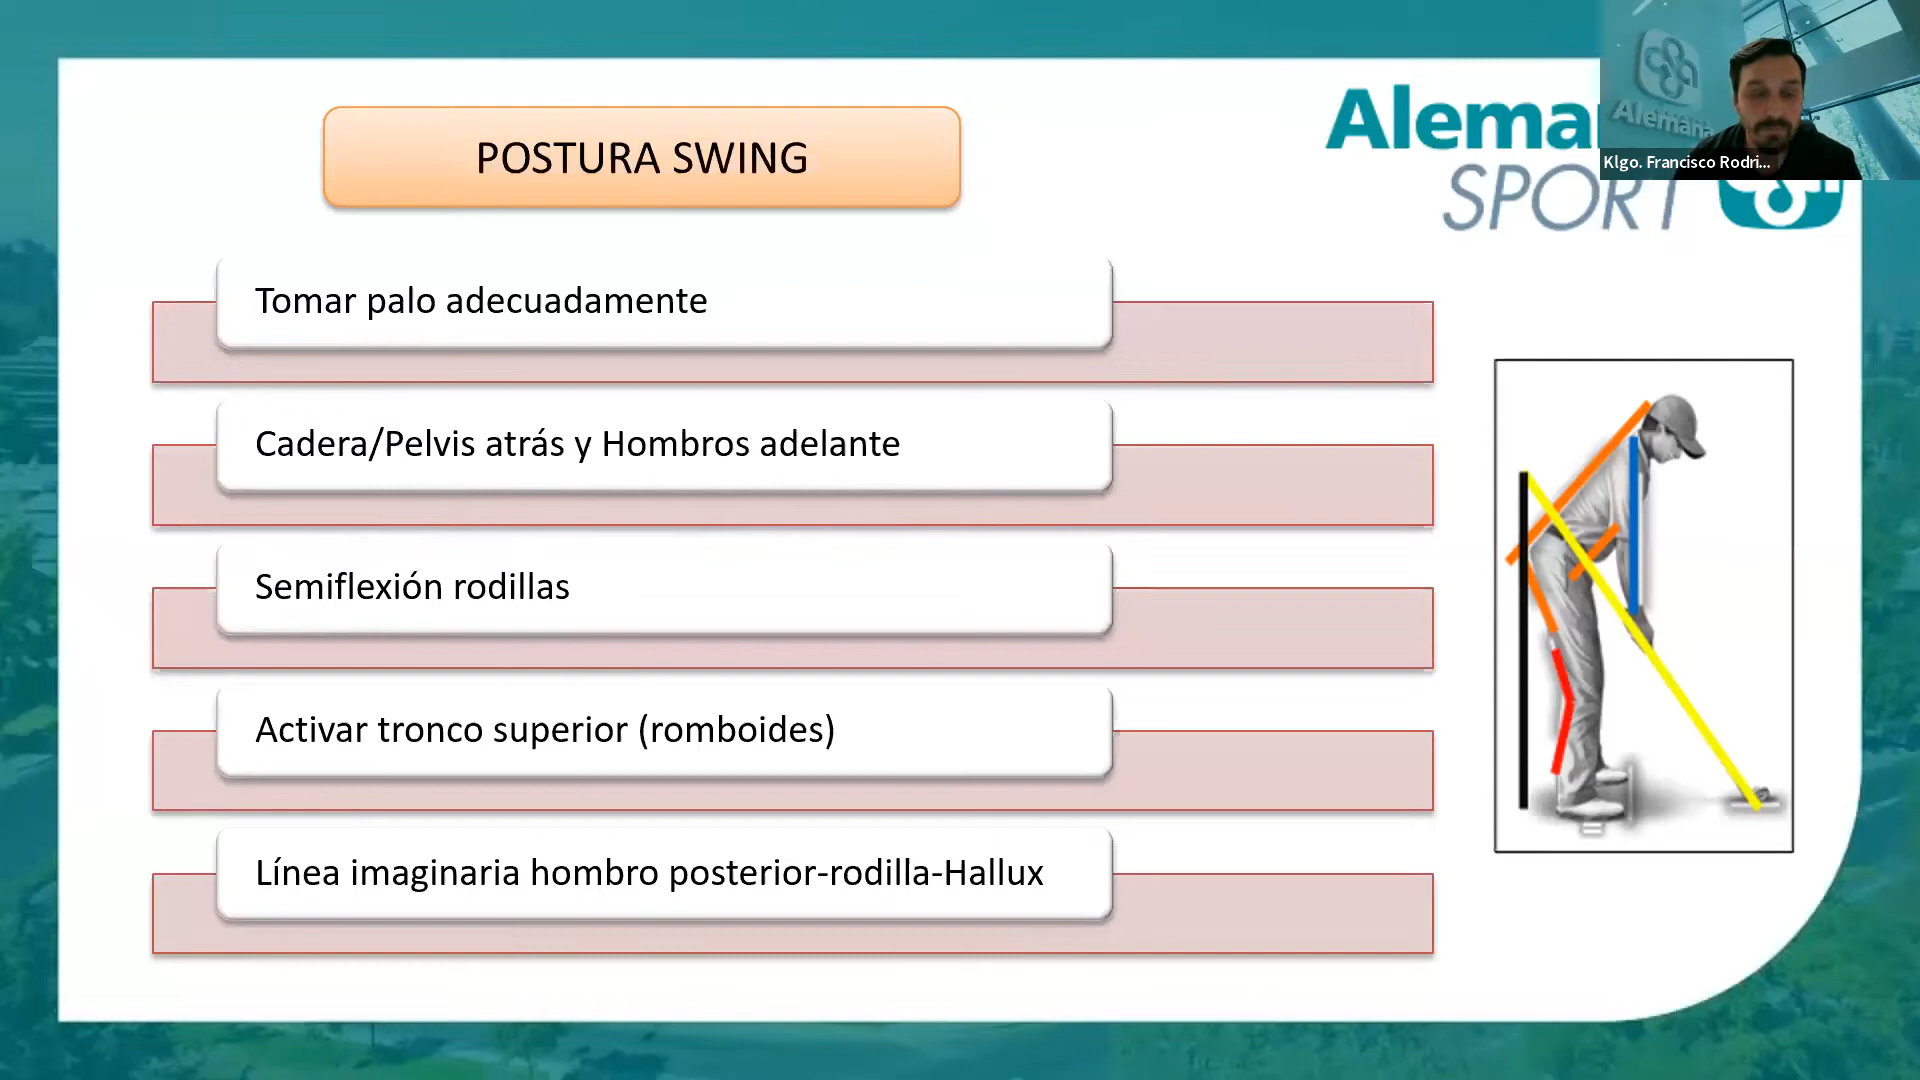 POSTURA SWING
Alema
SPORT
Alemana
Klgo. Francisco Rodri...
Tomar palo adecuadamente
Cadera/Pelvis atrás y Hombros adelante
Semiflexión rodillas
Activar tronco superior (romboides)
Línea imaginaria hombro posterior-rodilla-Hallux